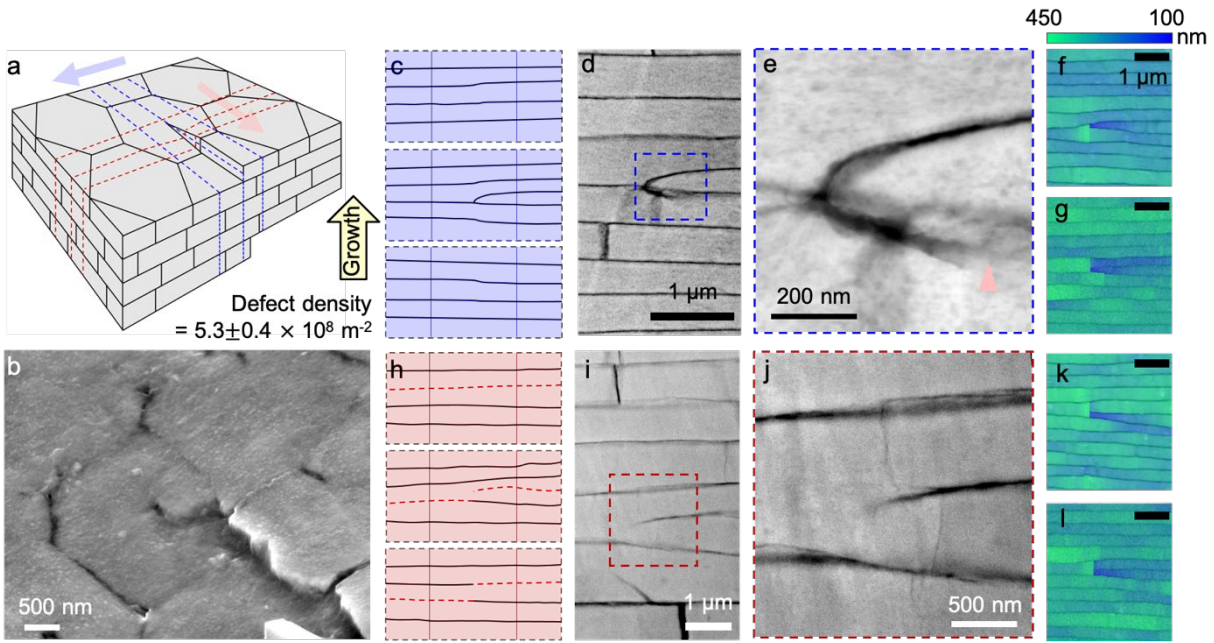 450
100
nm
a
c
d
e
f
1 μm
Growth
Defect density
= 5.3±0.4 × 10⁸ m⁻²
1 μm
200 nm
g
b
500 nm
h
i
1 μm
j
500 nm
k
l